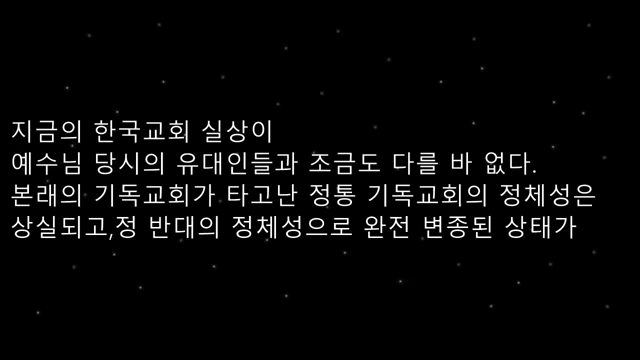 지금의 한국교회 실상이
예수님 당시의 유대인들과 조금도 다를 바 없다.
본래의 기독교회가 타고난 정통 기독교회의 정체성은
상실되고,정 반대의 정체성으로 완전 변종된 상태가